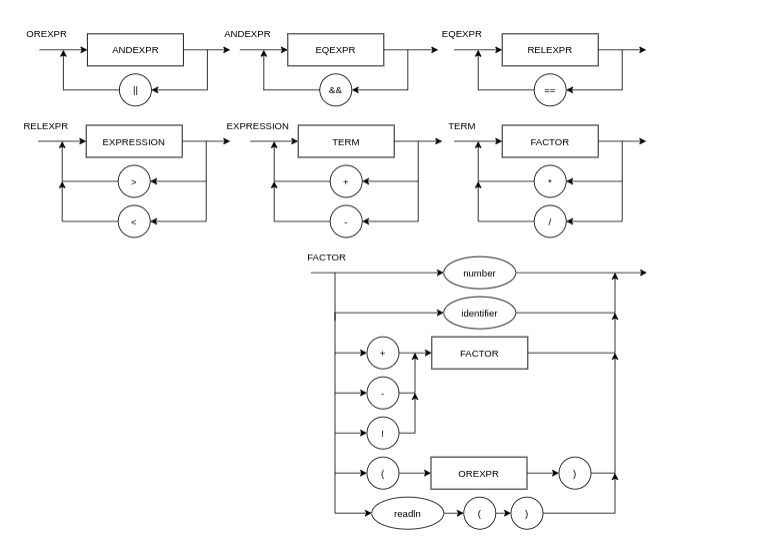 OREXPR
ANDEXPR
||
ANDEXPR
EQEXPR
&&
EQEXPR
RELEXPR
==
RELEXPR
EXPRESSION
>
<
EXPRESSION
TERM
+
-
TERM
FACTOR
*
/
FACTOR
number
identifier
+ FACTOR
-
!
( OREXPR )
readln ( )